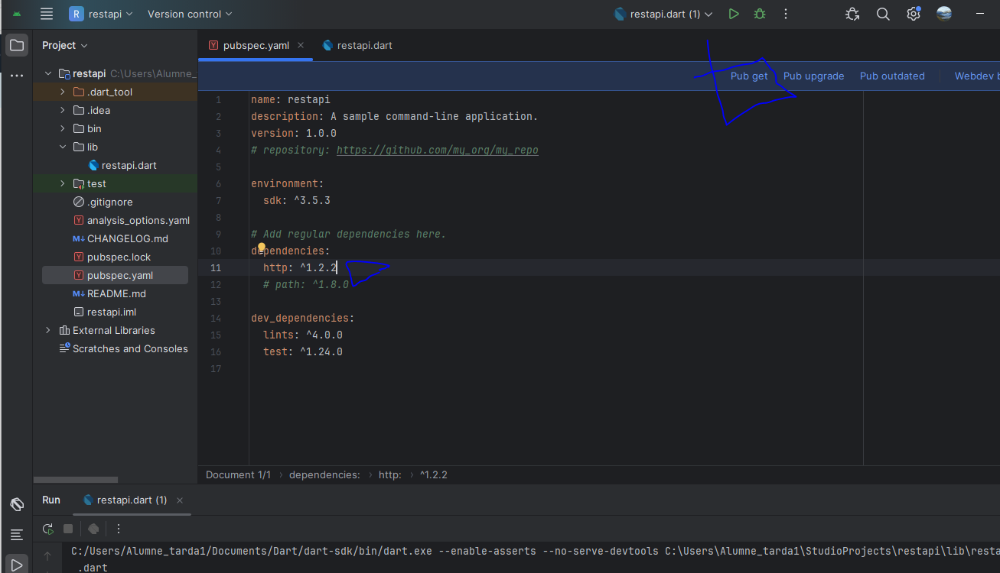 R restapi Version control restapi.dart (1)
Project
pubspec.yaml restapi.dart
Pub get Pub upgrade Pub outdated Webdev b
restapi C:\Users\Alumne_
.dart_tool
.idea
bin
lib
restapi.dart
test
.gitignore
analysis_options.yaml
CHANGELOG.md
pubspec.lock
pubspec.yaml
README.md
restapi.iml
External Libraries
Scratches and Consoles
1 name: restapi
2 description: A sample command-line application.
3 version: 1.0.0
4 # repository: https://github.com/my_org/my_repo
5
6 environment:
7 sdk: ^3.5.3
8
9 # Add regular dependencies here.
10 dependencies:
11 http: ^1.2.2
12 # path: ^1.8.0
13
14 dev_dependencies:
15 lints: ^4.0.0
16 test: ^1.24.0
17
Document 1/1 › dependencies: › http: › ^1.2.2
Run restapi.dart (1)
C:/Users/Alumne_tarda1/Documents/Dart/dart-sdk/bin/dart.exe --enable-asserts --no-serve-devtools C:\Users\Alumne_tarda1\StudioProjects\restapi\lib\resta
.dart